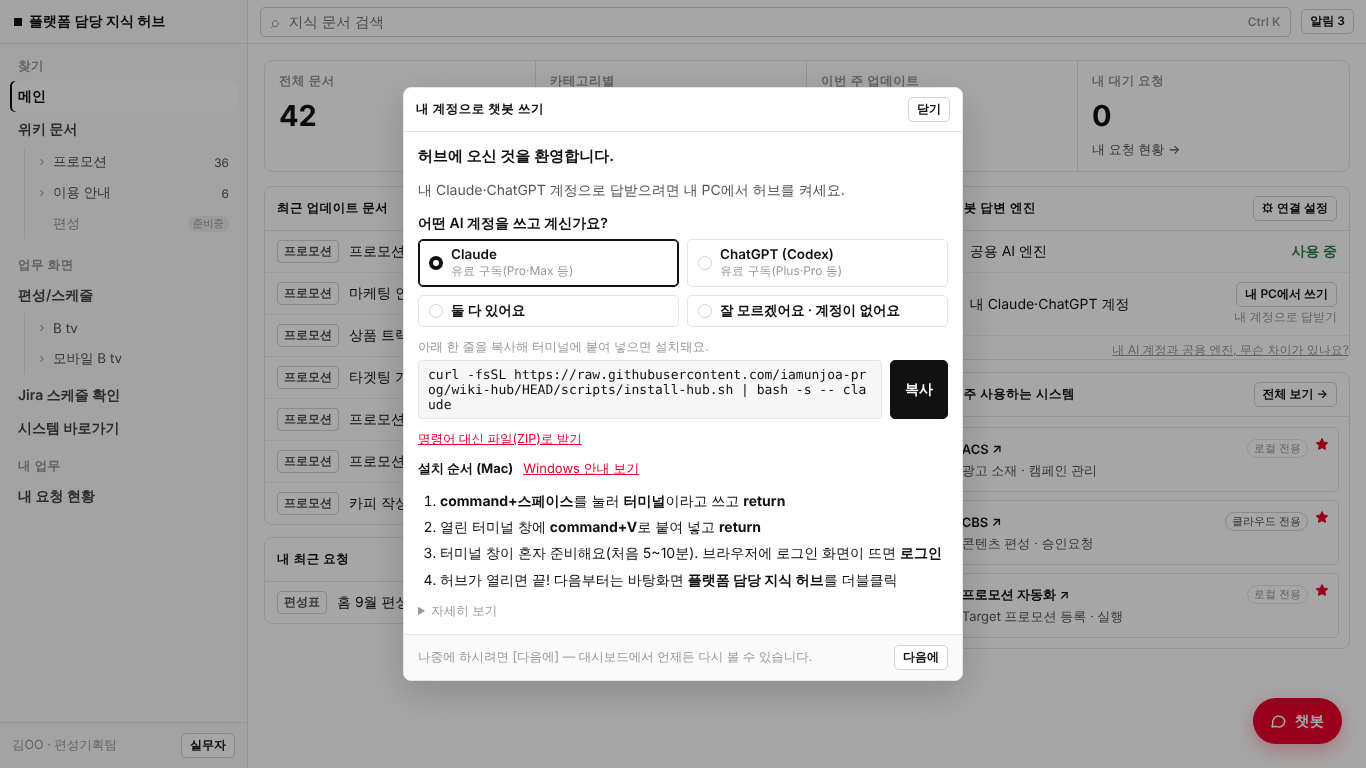 플랫폼 담당 지식 허브
지식 문서 검색
Ctrl K
알림 3
찾기
메인
위키 문서
프로모션
36
이용 안내
6
편성
준비중
업무 화면
편성/스케줄
B tv
모바일 B tv
Jira 스케줄 확인
시스템 바로가기
내 업무
내 요청 현황
김OO · 편성기획팀
실무자
전체 문서
42
카테고리별
이번 주 업데이트
내 대기 요청
0
내 요청 현황 →
최근 업데이트 문서
프로모션
프로모션
마케팅
프로모션
상품
프로모션
타겟팅
프로모션
프로모션
프로모션
카피
내 최근 요청
편성표
홈 9월
내 계정으로 챗봇 쓰기
닫기
허브에 오신 것을 환영합니다.
내 Claude·ChatGPT 계정으로 답받으려면 내 PC에서 허브를 켜세요.
어떤 AI 계정을 쓰고 계신가요?
Claude
유료 구독(Pro·Max 등)
ChatGPT (Codex)
유료 구독(Plus·Pro 등)
둘 다 있어요
잘 모르겠어요 · 계정이 없어요
아래 한 줄을 복사해 터미널에 붙여 넣으면 설치돼요.
curl -fsSL https://raw.githubusercontent.com/iamunjoa-pr
og/wiki-hub/HEAD/scripts/install-hub.sh | bash -s -- cla
ude
복사
명령어 대신 파일(ZIP)로 받기
설치 순서 (Mac) Windows 안내 보기
1. command+스페이스를 눌러 터미널이라고 쓰고 return
2. 열린 터미널 창에 command+V로 붙여 넣고 return
3. 터미널 창이 혼자 준비해요(처음 5~10분). 브라우저에 로그인 화면이 뜨면 로그인
4. 허브가 열리면 끝! 다음부터는 바탕화면 플랫폼 담당 지식 허브를 더블클릭
▶ 자세히 보기
나중에 하시려면 [다음에] — 대시보드에서 언제든 다시 볼 수 있습니다.
다음에
봇 답변 엔진
연결 설정
공용 AI 엔진
사용 중
내 Claude·ChatGPT 계정
내 PC에서 쓰기
내 계정으로 답받기
내 AI 계정과 공용 엔진, 무슨 차이가 있나요?
주 사용하는 시스템
전체 보기 →
ACS ↗
로컬 전용
광고 소재 · 캠페인 관리
CBS ↗
클라우드 전용
콘텐츠 편성 · 승인요청
프로모션 자동화 ↗
로컬 전용
Target 프로모션 등록 · 실행
챗봇